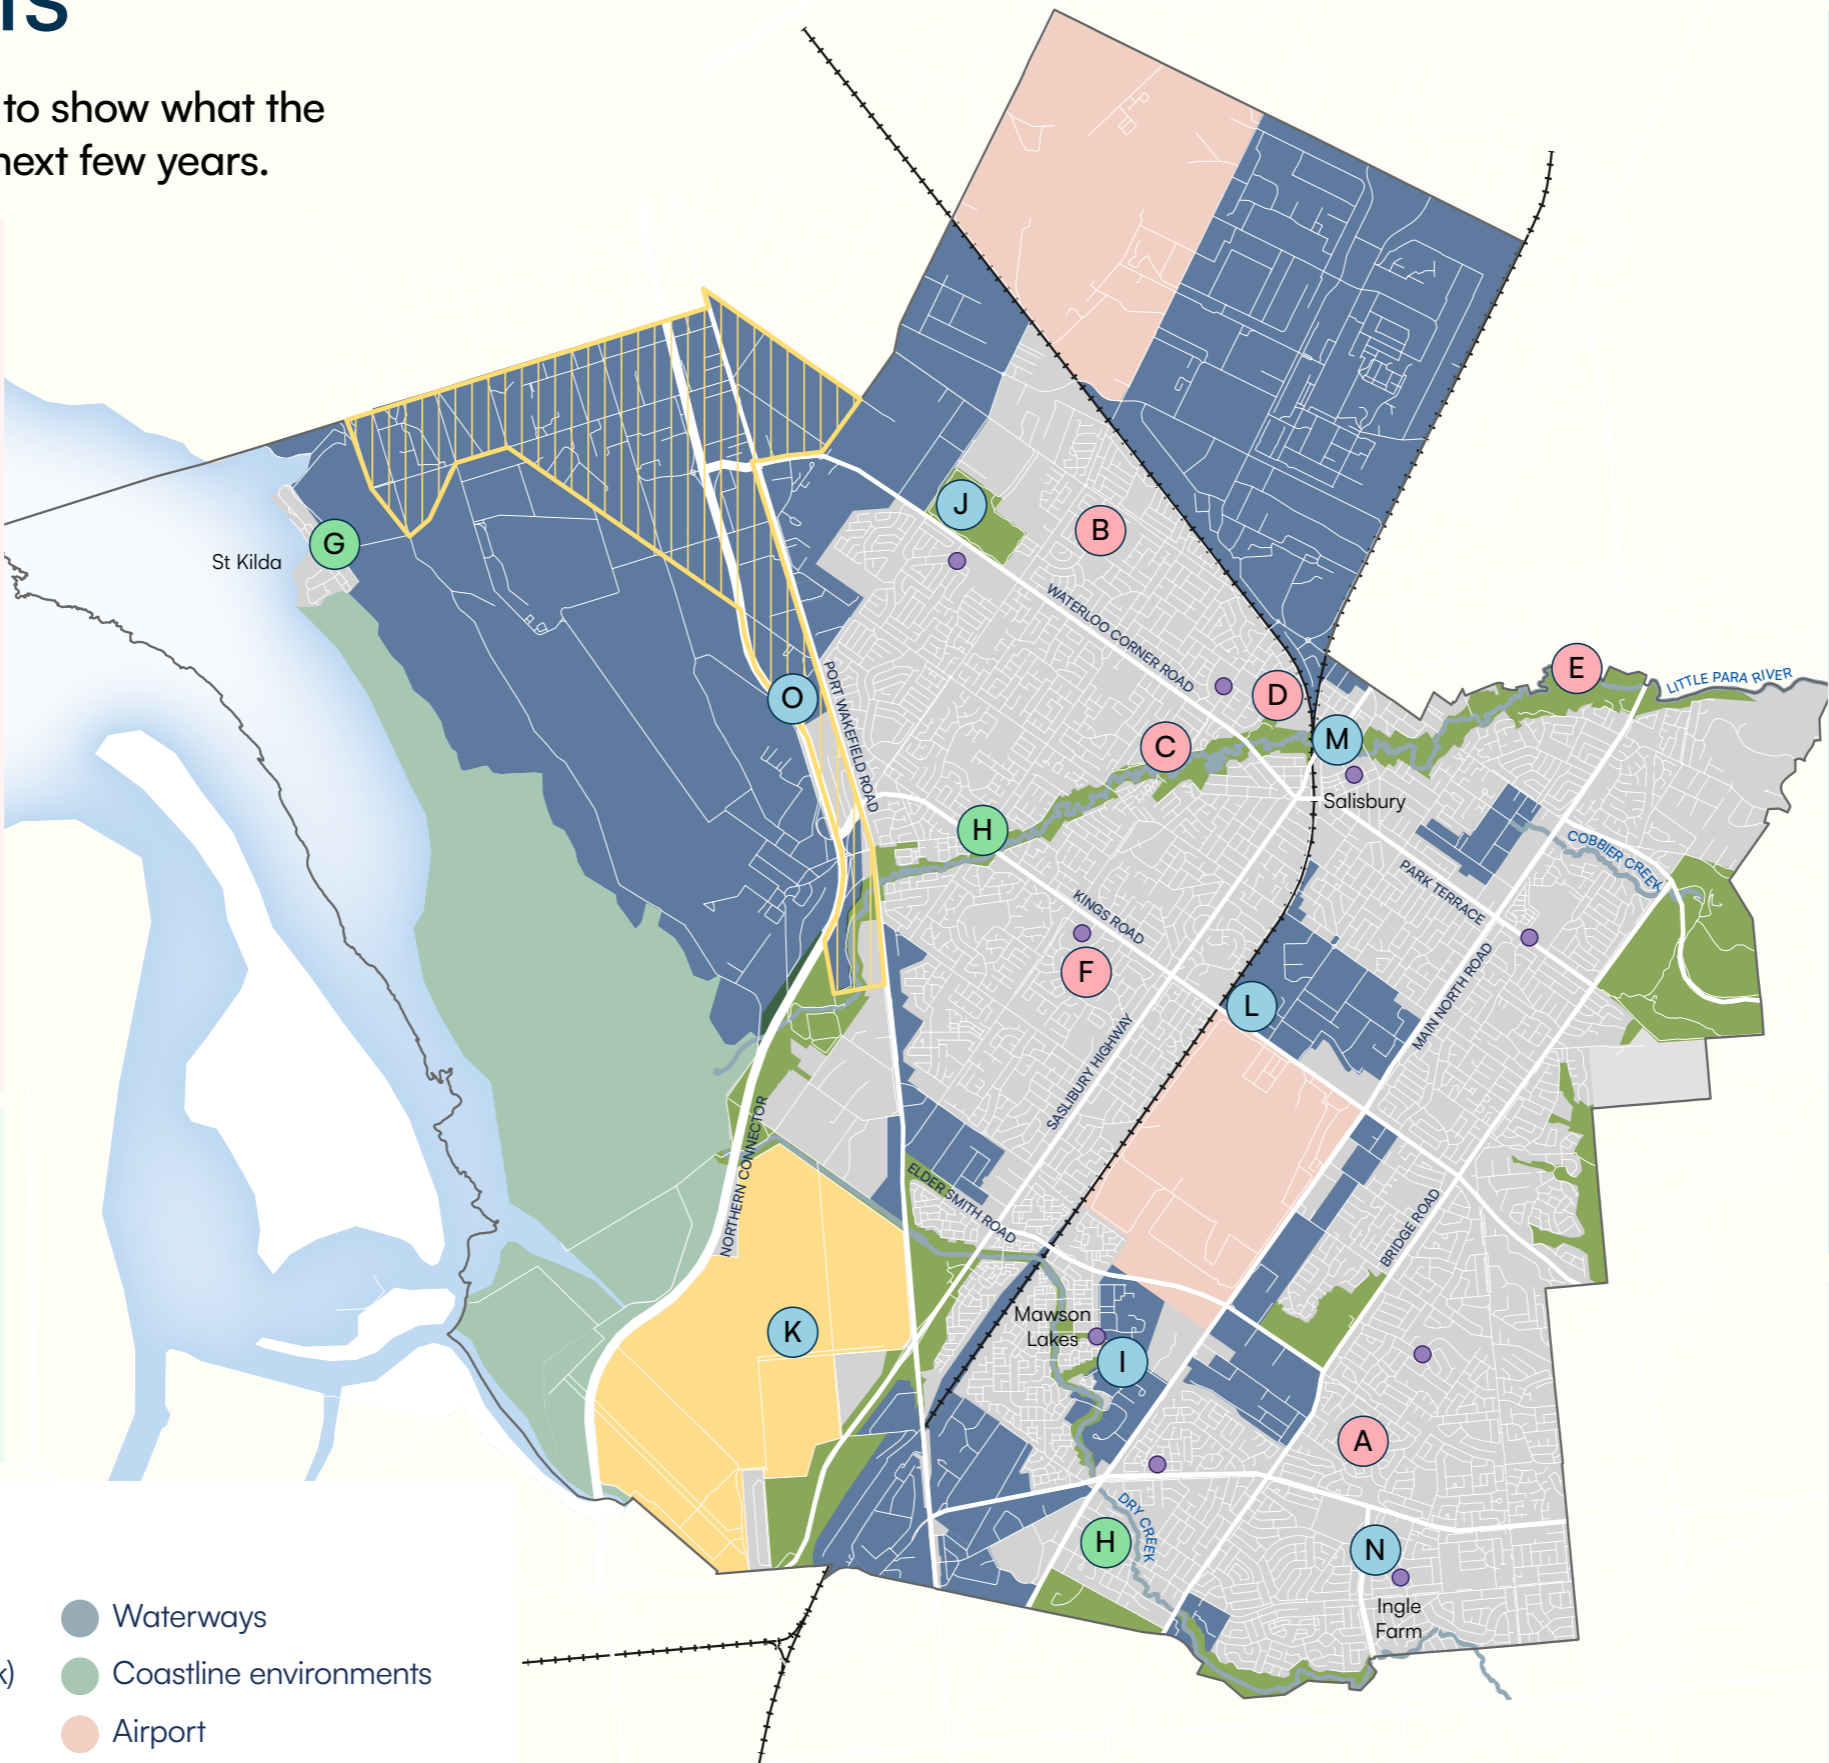 to show what the
next few years.
J
B
G
St Kilda
WATERLOO CORNER ROAD
E
LITTLE PARA RIVER
D
O
PORT WAKEFIELD ROAD
C
M
Salisbury
H
COBBIER CREEK
PARK TERRACE
KINGS ROAD
F
MAIN NORTH ROAD
L
SASLIBURY HIGHWAY
NORTHERN CONNECTOR
ELDER SMITH ROAD
BRIDGE ROAD
K
Mawson
Lakes
I
A
DRY CREEK
H
N
Ingle
Farm
Waterways
Coastline environments
Airport